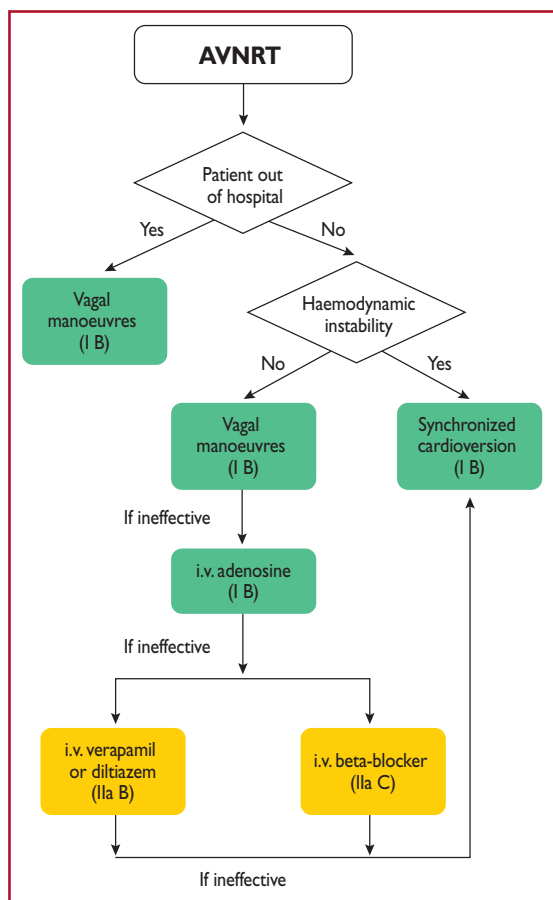 AVNRT
Patient out
of hospital
Yes
No
Vagal
manoeuvres
(I B)
Haemodynamic
instability
No
Yes
Vagal
manoeuvres
(I B)
Synchronized
cardioversion
(I B)
If ineffective
i.v. adenosine
(I B)
If ineffective
i.v. verapamil
or diltiazem
(IIa B)
i.v. beta-blocker
(IIa C)
If ineffective